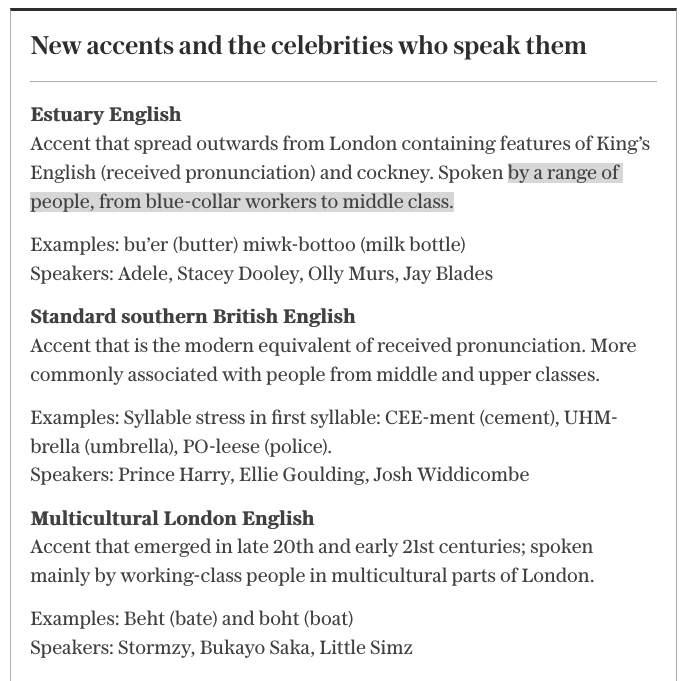 New accents and the celebrities who speak them
Estuary English
Accent that spread outwards from London containing features of King’s
English (received pronunciation) and cockney. Spoken by a range of
people, from blue-collar workers to middle class.
Examples: bu’er (butter) miwk-bottoo (milk bottle)
Speakers: Adele, Stacey Dooley, Olly Murs, Jay Blades
Standard southern British English
Accent that is the modern equivalent of received pronunciation. More
commonly associated with people from middle and upper classes.
Examples: Syllable stress in first syllable: CEE-ment (cement), UHM-
brella (umbrella), PO-leese (police).
Speakers: Prince Harry, Ellie Goulding, Josh Widdicombe
Multicultural London English
Accent that emerged in late 20th and early 21st centuries; spoken
mainly by working-class people in multicultural parts of London.
Examples: Beht (bate) and boht (boat)
Speakers: Stormzy, Bukayo Saka, Little Simz